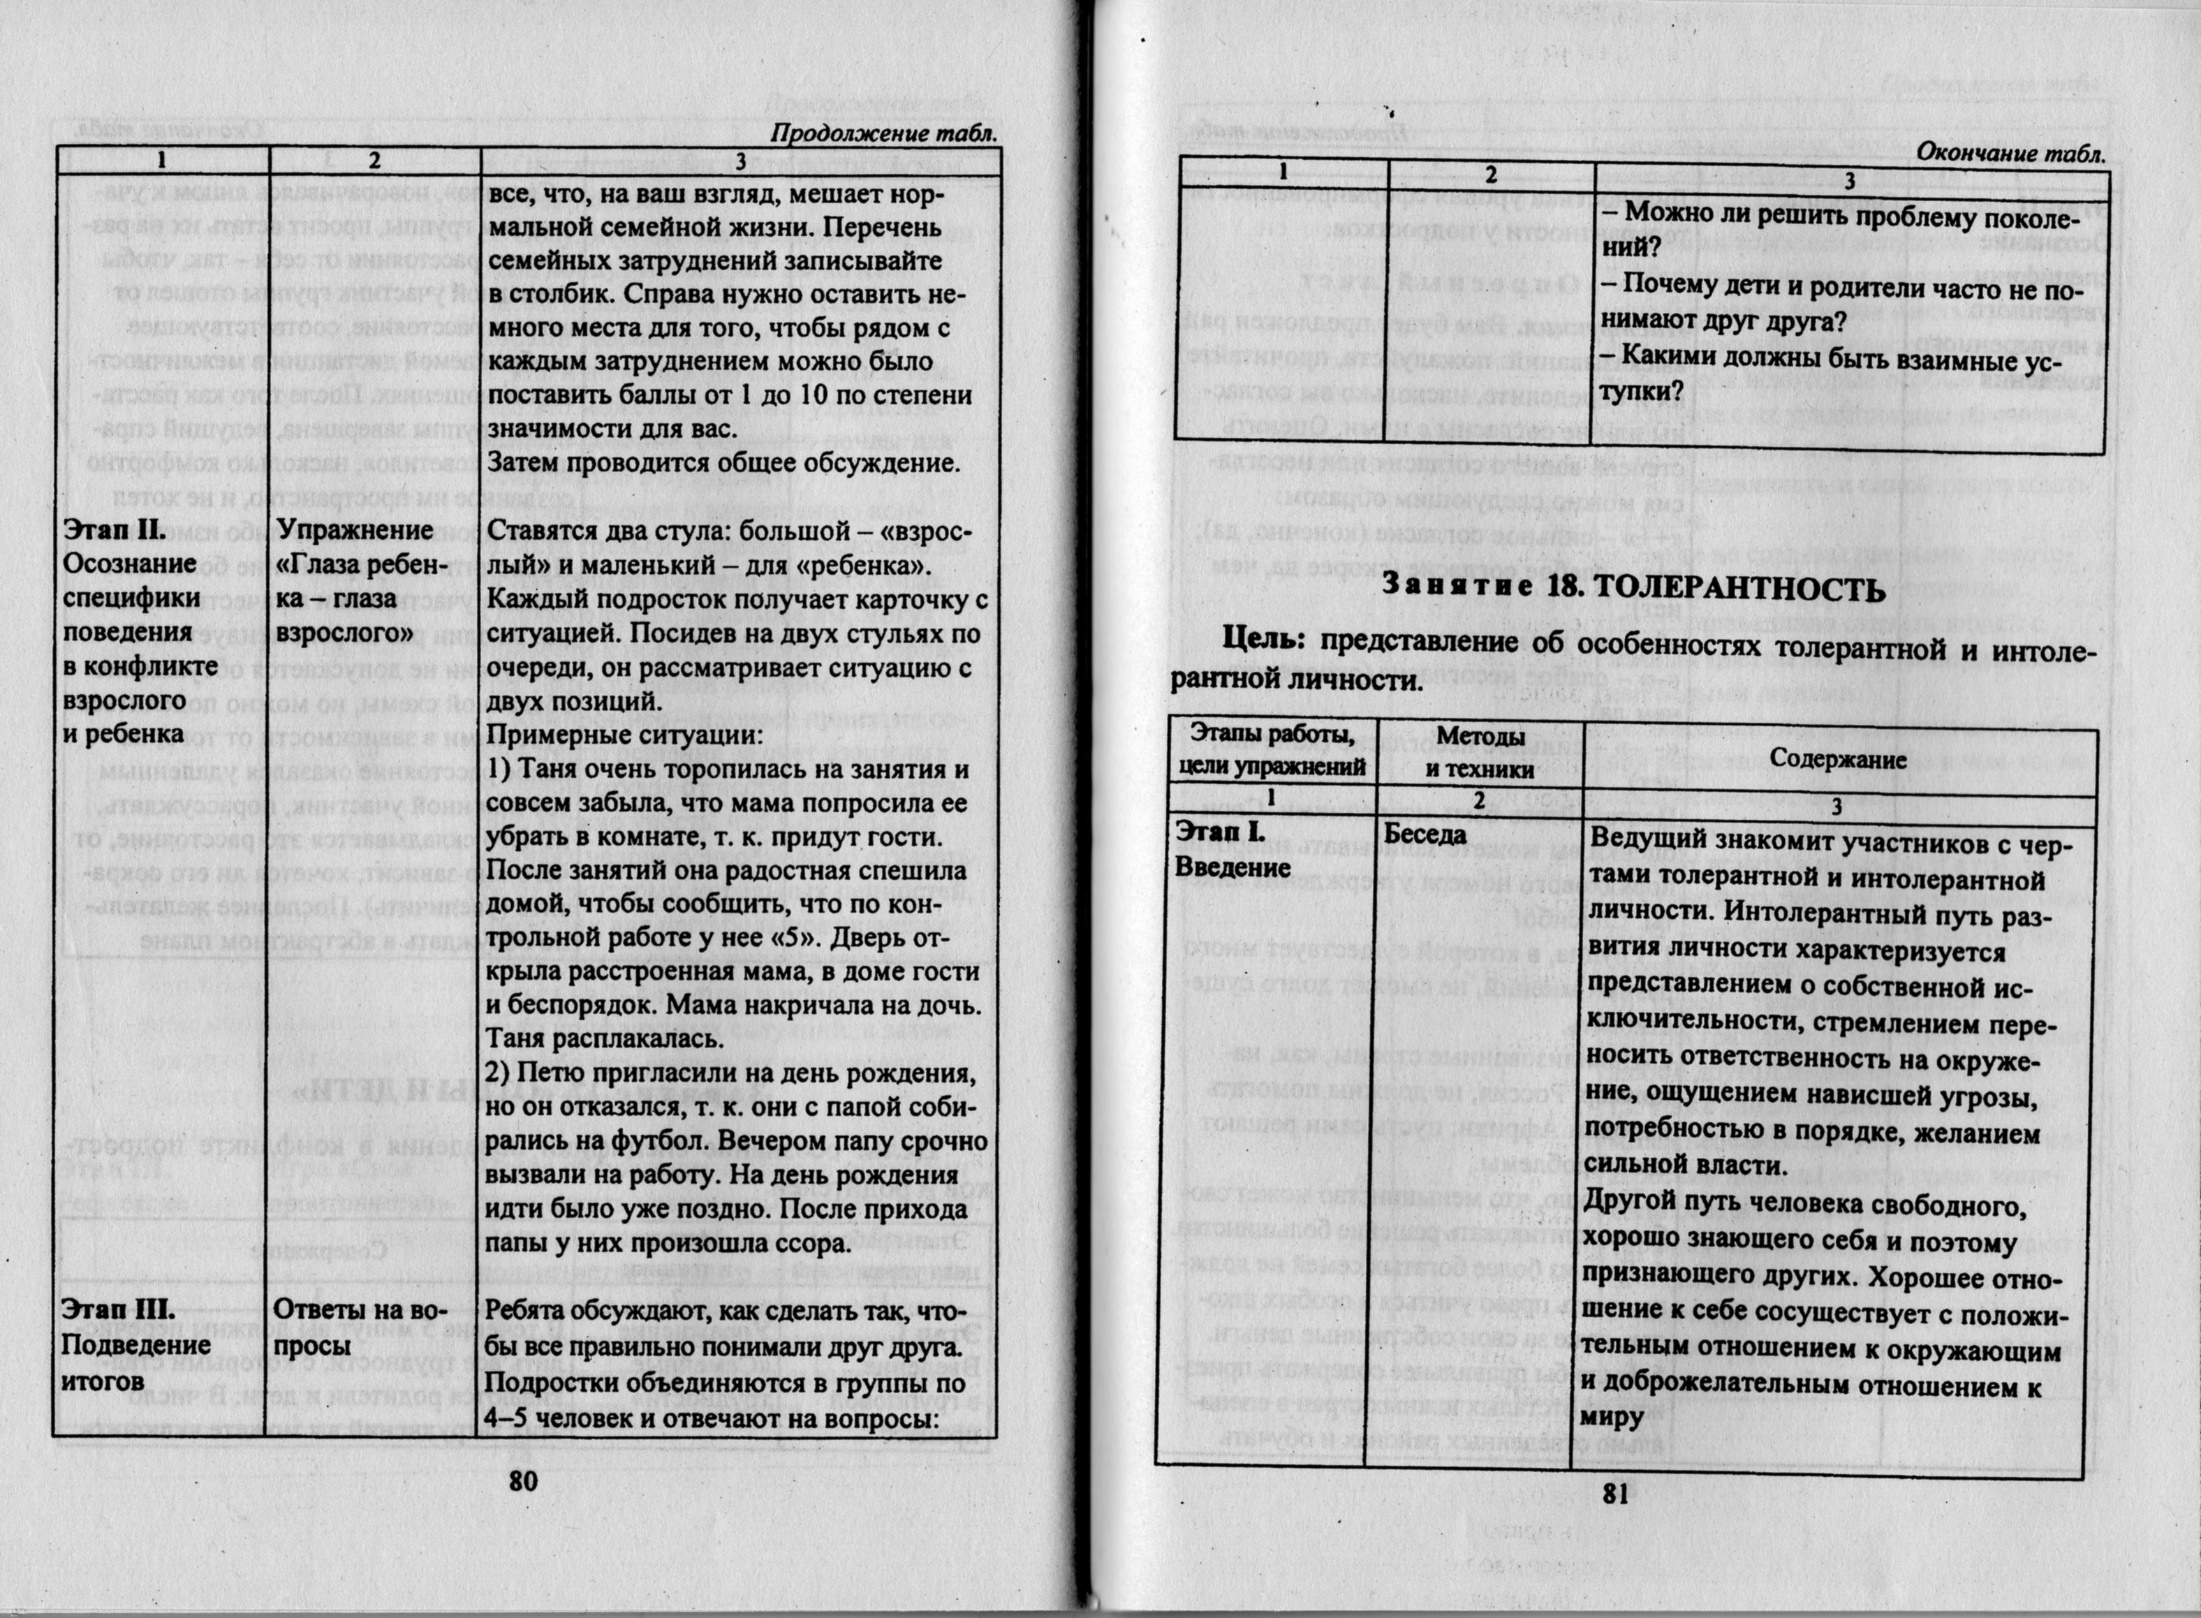 Продолжение табл.
1 2 3
все, что, на ваш взгляд, мешает нор-
мальной семейной жизни. Перечень
семейных затруднений записывайте
в столбик. Справа нужно оставить не-
много места для того, чтобы рядом с
каждым затруднением можно было
поставить баллы от 1 до 10 по степени
значимости для вас.
Затем проводится общее обсуждение.
Этап II.
Осознание
специфики
поведения
в конфликте
взрослого
и ребенка
Упражнение
«Глаза ребен-
ка – глаза
взрослого»
Ставятся два стула: большой – «взрос-
лый» и маленький – для «ребенка».
Каждый подросток получает карточку с
ситуацией. Посидев на двух стульях по
очереди, он рассматривает ситуацию с
двух позиций.
Примерные ситуации:
1) Таня очень торопилась на занятия и
совсем забыла, что мама попросила ее
убрать в комнате, т. к. придут гости.
После занятий она радостная спешила
домой, чтобы сообщить, что по кон-
трольной работе у нее «5». Дверь от-
крыла расстроенная мама, в доме гости
и беспорядок. Мама накричала на дочь.
Таня расплакалась.
2) Петю пригласили на день рождения,
но он отказался, т. к. они с папой соби-
рались на футбол. Вечером папу срочно
вызвали на работу. На день рождения
идти было уже поздно. После прихода
папы у них произошла ссора.
Этап III.
Подведение
итогов
Ответы на во-
просы
Ребята обсуждают, как сделать так, что-
бы все правильно понимали друг друга.
Подростки объединяются в группы по
4–5 человек и отвечают на вопросы:
80
Окончание табл.
1 2 3
– Можно ли решить проблему поколе-
ний?
– Почему дети и родители часто не по-
нимают друг друга?
– Какими должны быть взаимные ус-
тупки?
Занятие 18. ТОЛЕРАНТНОСТЬ
Цель: представление об особенностях толерантной и интоле-
рантной личности.
Этапы работы,
цели упражнений
Методы
и техники
Содержание
1 2 3
Этап I.
Введение
Беседа
Ведущий знакомит участников с чер-
тами толерантной и интолерантной
личности. Интолерантный путь раз-
вития личности характеризуется
представлением о собственной ис-
ключительности, стремлением пере-
носить ответственность на окруже-
ние, ощущением нависшей угрозы,
потребностью в порядке, желанием
сильной власти.
Другой путь человека свободного,
хорошо знающего себя и поэтому
признающего других. Хорошее отно-
шение к себе сосуществует с положи-
тельным отношением к окружающим
и доброжелательным отношением к
миру
81